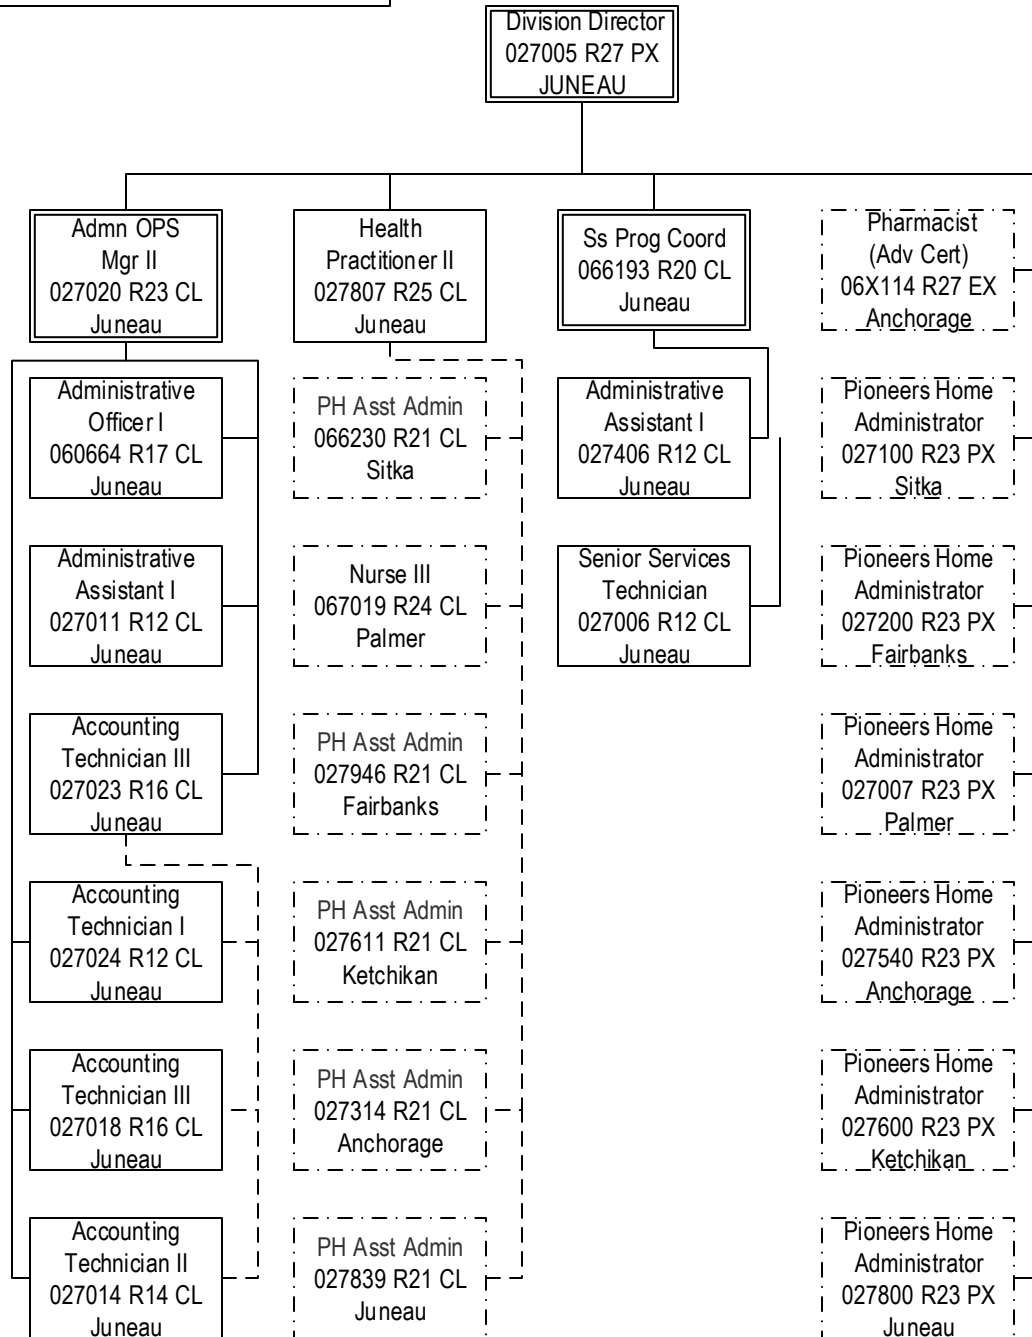 Division Director
027005 R27 PX
JUNEAU
Admn OPS
Mgr II
027020 R23 CL
Juneau
Health
Practitioner II
027807 R25 CL
Juneau
Ss Prog Coord
066193 R20 CL
Juneau
Pharmacist
(Adv Cert)
06X114 R27 EX
Anchorage
Administrative
Officer I
060664 R17 CL
Juneau
PH Asst Admin
066230 R21 CL
Sitka
Administrative
Assistant I
027406 R12 CL
Juneau
Pioneers Home
Administrator
027100 R23 PX
Sitka
Administrative
Assistant I
027011 R12 CL
Juneau
Nurse III
067019 R24 CL
Palmer
Senior Services
Technician
027006 R12 CL
Juneau
Pioneers Home
Administrator
027200 R23 PX
Fairbanks
Accounting
Technician III
027023 R16 CL
Juneau
PH Asst Admin
027946 R21 CL
Fairbanks
Pioneers Home
Administrator
027007 R23 PX
Palmer
Accounting
Technician I
027024 R12 CL
Juneau
PH Asst Admin
027611 R21 CL
Ketchikan
Pioneers Home
Administrator
027540 R23 PX
Anchorage
Accounting
Technician III
027018 R16 CL
Juneau
PH Asst Admin
027314 R21 CL
Anchorage
Pioneers Home
Administrator
027600 R23 PX
Ketchikan
Accounting
Technician II
027014 R14 CL
Juneau
PH Asst Admin
027839 R21 CL
Juneau
Pioneers Home
Administrator
027800 R23 PX
Juneau